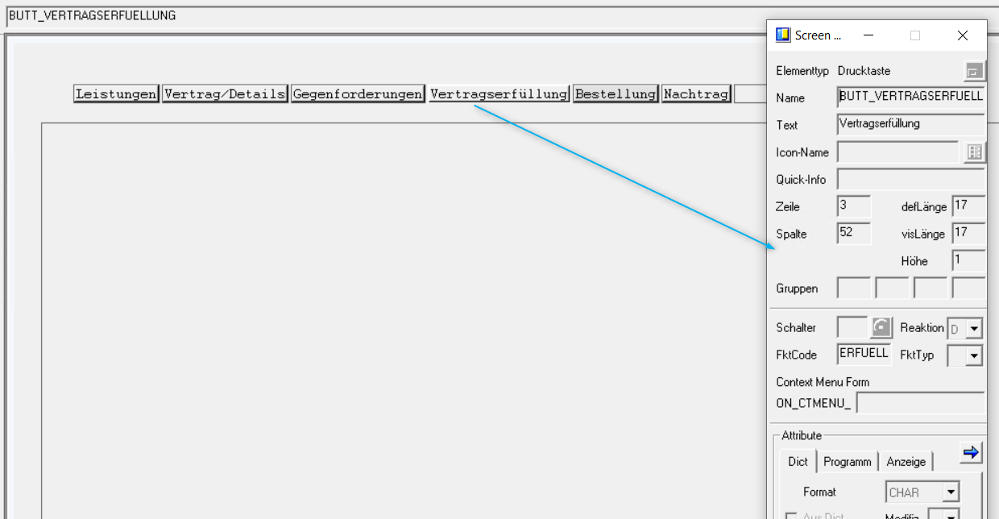 BUTT_VERTRAGSERFUELLUNG
Screen ...
Leistungen Vertrag/Details Gegenforderungen Vertragserfüllung Bestellung Nachtrag
Elementtyp Drucktaste
Name BUTT_VERTRAGSERFUELL
Text Vertragserfüllung
Icon-Name
Quick-Info
Zeile 3 defLänge 17
Spalte 52 visLänge 17
Höhe 1
Gruppen
Schalter Reaktion D
FktCode ERFUELL FktTyp
Context Menu Form
ON_CTMENU_
Attribute
Dict Programm Anzeige
Format CHAR
Aus Dict Modifiz